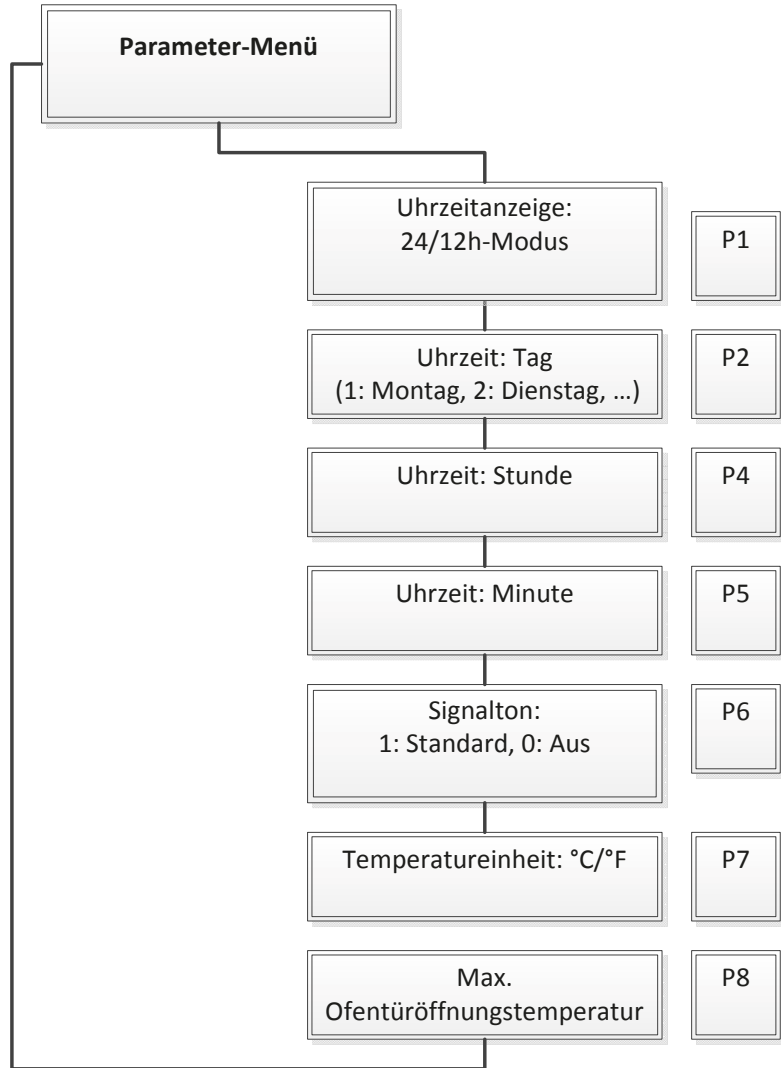 Parameter-Menü
Uhrzeitanzeige:
24/12h-Modus
P1
Uhrzeit: Tag
(1: Montag, 2: Dienstag, …)
P2
Uhrzeit: Stunde
P4
Uhrzeit: Minute
P5
Signalton:
1: Standard, 0: Aus
P6
Temperatureinheit: °C/°F
P7
Max.
Ofentüröffnungstemperatur
P8